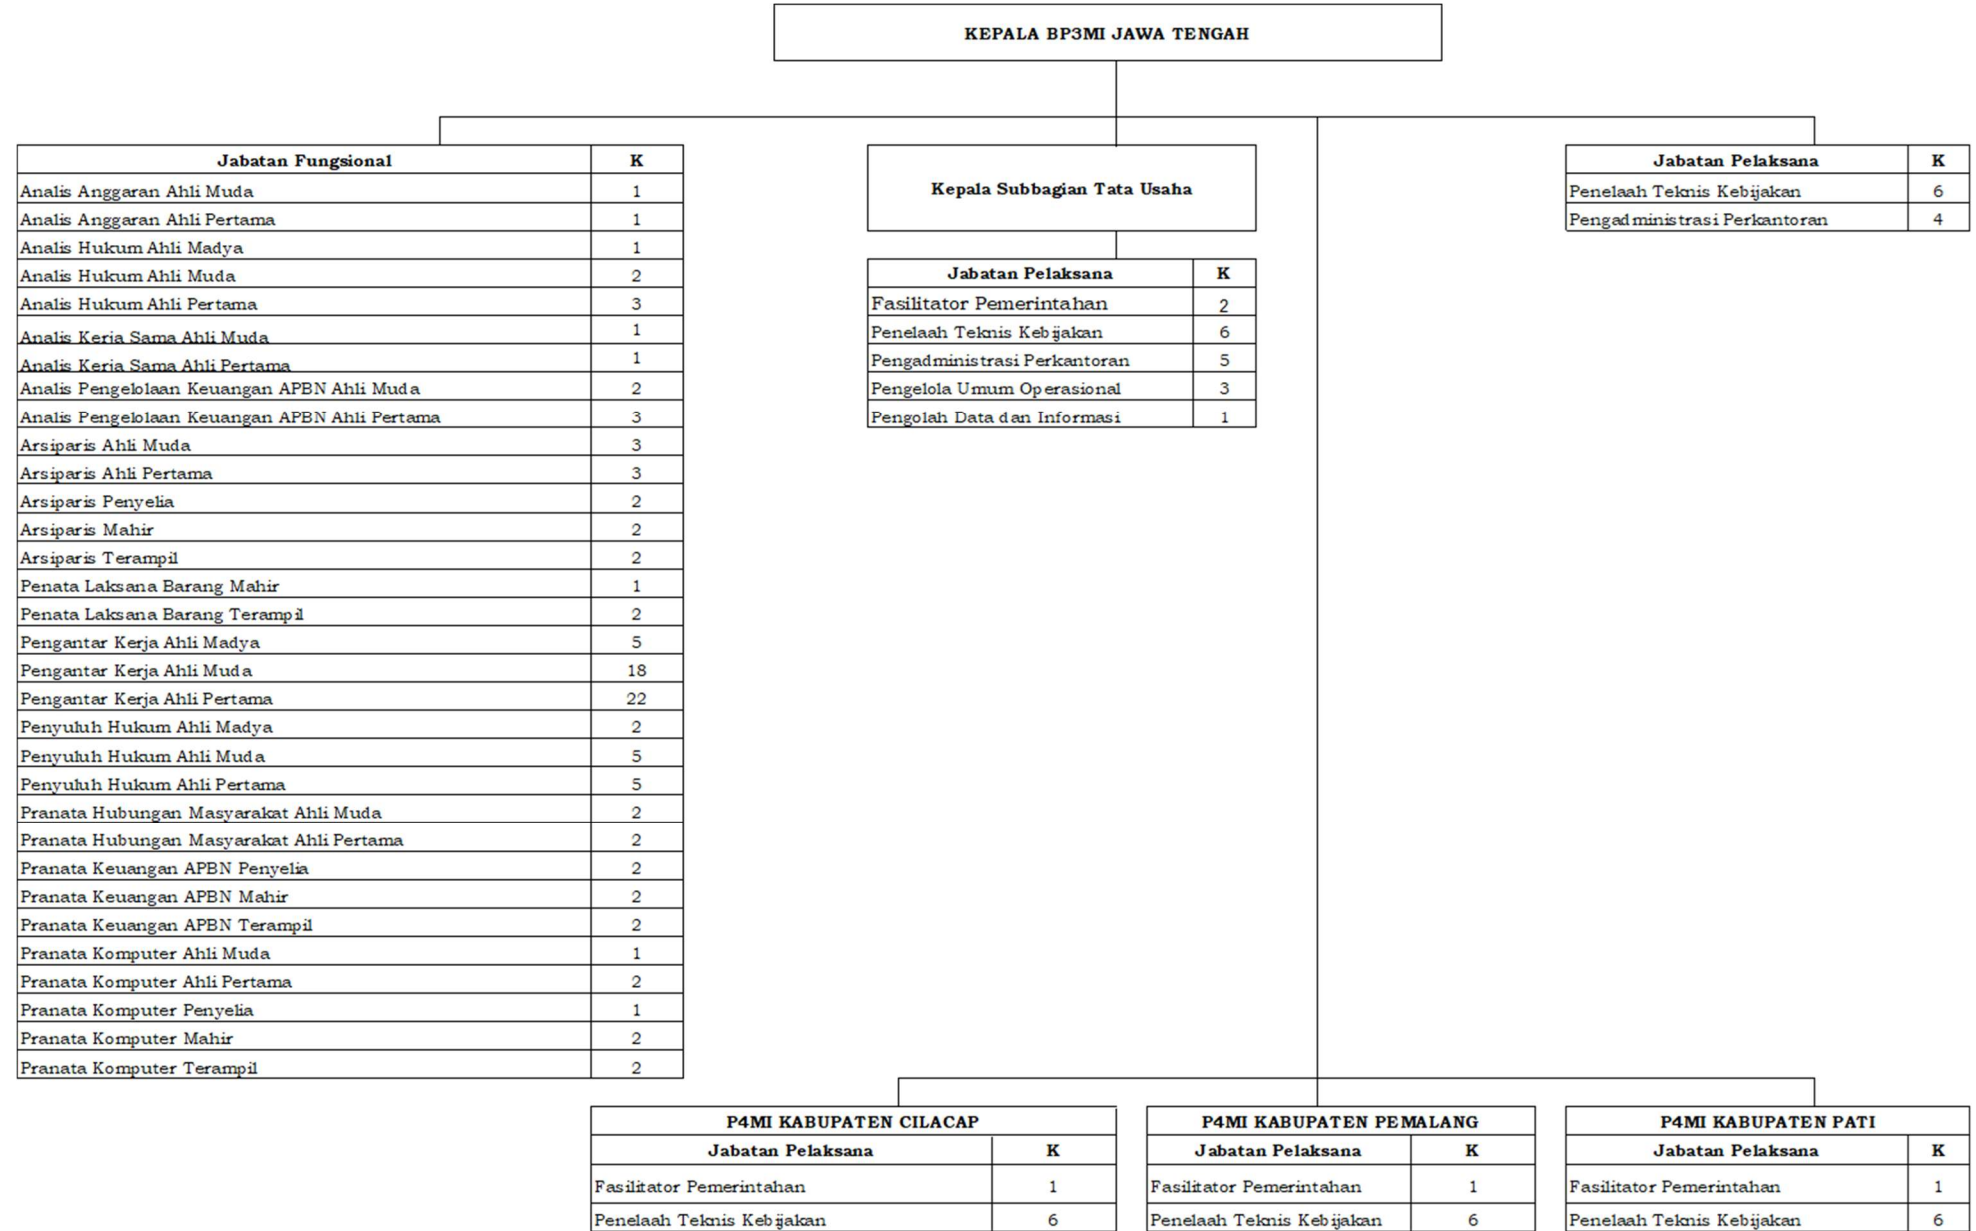 KEPALA BP3MI JAWA TENGAH
Jabatan Fungsional K
Analis Anggaran Ahli Muda 1
Analis Anggaran Ahli Pertama 1
Analis Hukum Ahli Madya 1
Analis Hukum Ahli Muda 2
Analis Hukum Ahli Pertama 3
Analis Kerja Sama Ahli Muda 1
Analis Kerja Sama Ahli Pertama 1
Analis Pengelolaan Keuangan APBN Ahli Muda 2
Analis Pengelolaan Keuangan APBN Ahli Pertama 3
Arsiparis Ahli Muda 3
Arsiparis Ahli Pertama 3
Arsiparis Penyelia 2
Arsiparis Mahir 2
Arsiparis Terampil 2
Penata Laksana Barang Mahir 1
Penata Laksana Barang Terampil 2
Pengantar Kerja Ahli Madya 5
Pengantar Kerja Ahli Muda 18
Pengantar Kerja Ahli Pertama 22
Penyuluh Hukum Ahli Madya 2
Penyuluh Hukum Ahli Muda 5
Penyuluh Hukum Ahli Pertama 5
Pranata Hubungan Masyarakat Ahli Muda 2
Pranata Hubungan Masyarakat Ahli Pertama 2
Pranata Keuangan APBN Penyelia 2
Pranata Keuangan APBN Mahir 2
Pranata Keuangan APBN Terampil 2
Pranata Komputer Ahli Muda 1
Pranata Komputer Ahli Pertama 2
Pranata Komputer Penyelia 1
Pranata Komputer Mahir 2
Pranata Komputer Terampil 2
Kepala Subbagian Tata Usaha
Jabatan Pelaksana K
Fasilitator Pemerintahan 2
Penelaah Teknis Kebijakan 6
Pengadministrasi Perkantoran 5
Pengelola Umum Operasional 3
Pengolah Data dan Informasi 1
Jabatan Pelaksana K
Penelaah Teknis Kebijakan 6
Pengadministrasi Perkantoran 4
P4MI KABUPATEN CILACAP
Jabatan Pelaksana K
Fasilitator Pemerintahan 1
Penelaah Teknis Kebijakan 6
P4MI KABUPATEN PEMALANG
Jabatan Pelaksana K
Fasilitator Pemerintahan 1
Penelaah Teknis Kebijakan 6
P4MI KABUPATEN PATI
Jabatan Pelaksana K
Fasilitator Pemerintahan 1
Penelaah Teknis Kebijakan 6